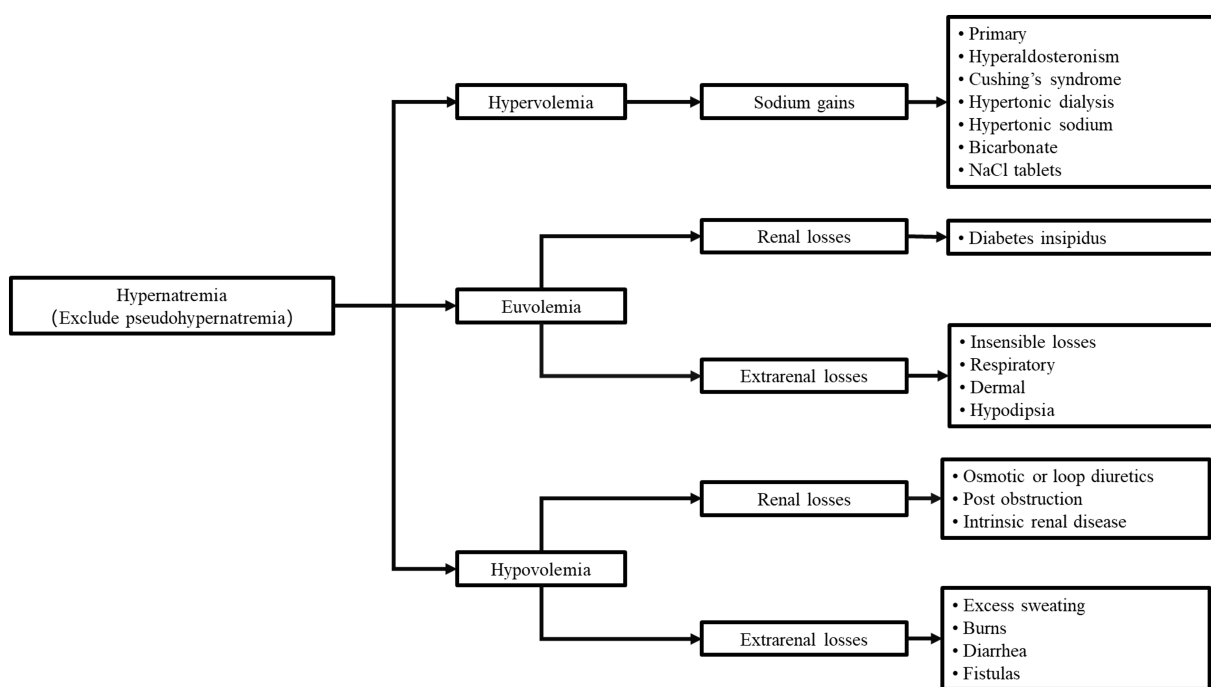 Hypernatremia
(Exclude pseudohypernatremia)
Hypervolemia
Sodium gains
• Primary
• Hyperaldosteronism
• Cushing's syndrome
• Hypertonic dialysis
• Hypertonic sodium
• Bicarbonate
• NaCl tablets
Euvolemia
Renal losses
• Diabetes insipidus
Extrarenal losses
• Insensible losses
• Respiratory
• Dermal
• Hypodipsia
Hypovolemia
Renal losses
• Osmotic or loop diuretics
• Post obstruction
• Intrinsic renal disease
Extrarenal losses
• Excess sweating
• Burns
• Diarrhea
• Fistulas